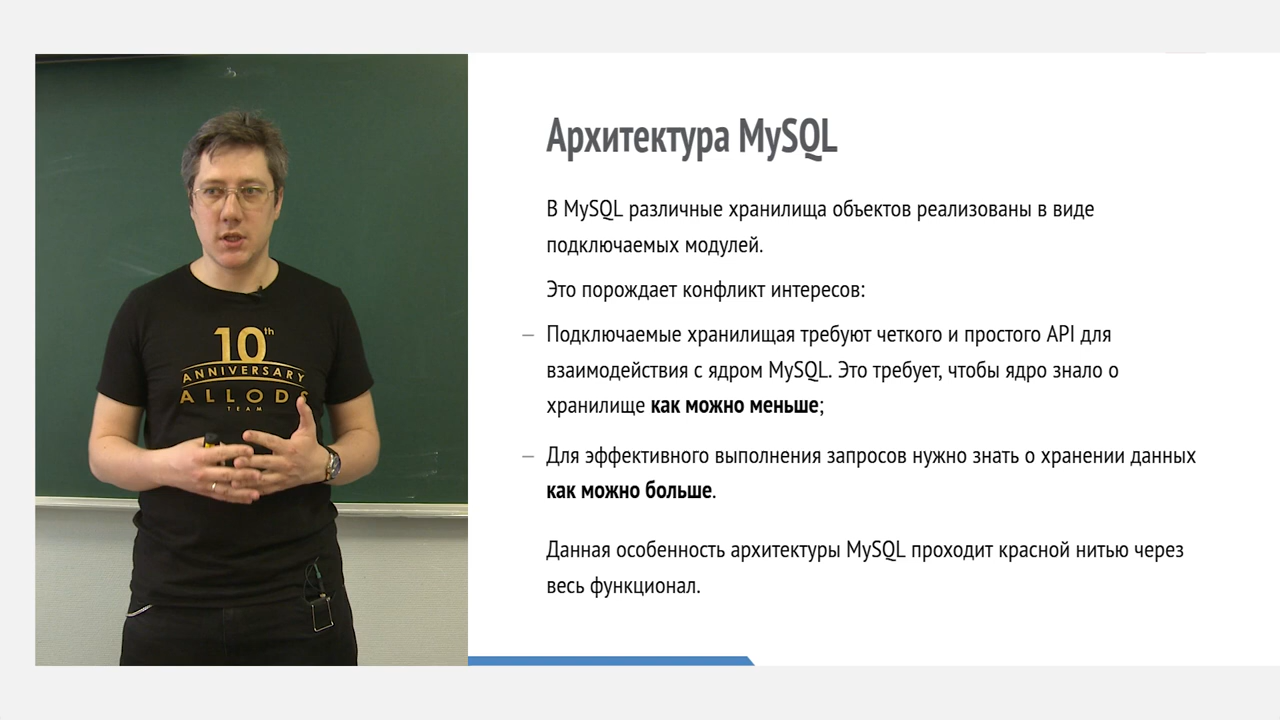 10th
ANNIVERSARY
ALLODS
TEAM
Архитектура MySQL
В MySQL различные хранилища объектов реализованы в виде
подключаемых модулей.
Это порождает конфликт интересов:
– Подключаемые хранилищая требуют четкого и простого API для
взаимодействия с ядром MySQL. Это требует, чтобы ядро знало о
хранилище как можно меньше;
– Для эффективного выполнения запросов нужно знать о хранении данных
как можно больше.
Данная особенность архитектуры MySQL проходит красной нитью через
весь функционал.